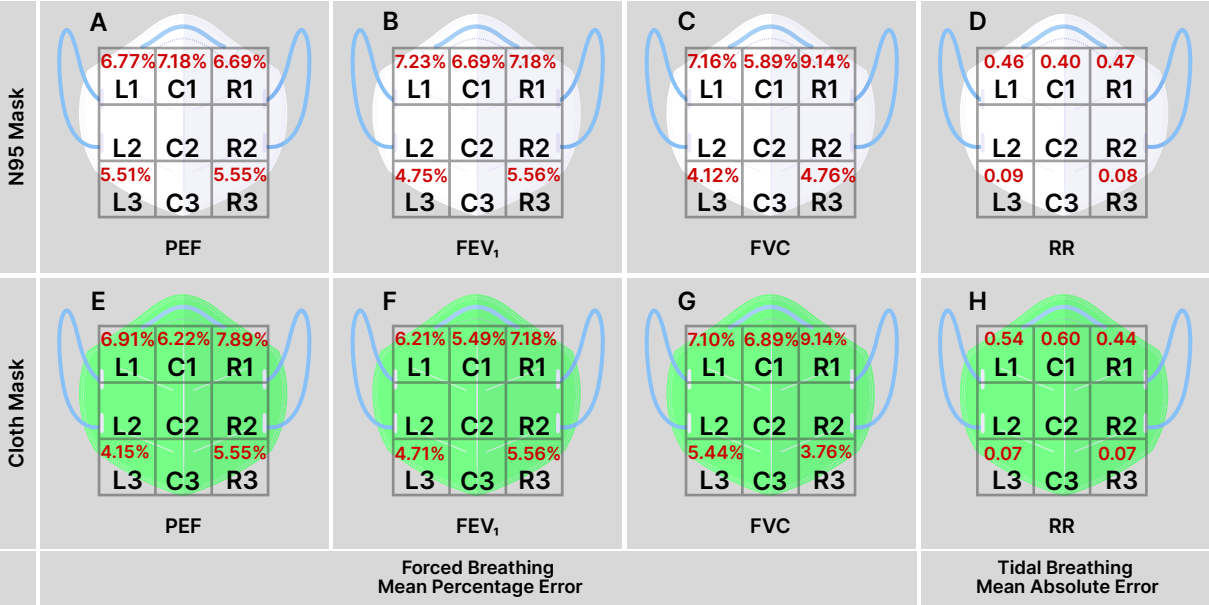 N95 Mask
A
6.77% 7.18% 6.69%
L1 C1 R1
L2 C2 R2
5.51% 5.55%
L3 C3 R3
PEF
B
7.23% 6.69% 7.18%
L1 C1 R1
L2 C2 R2
4.75% 5.56%
L3 C3 R3
FEV₁
C
7.16% 5.89% 9.14%
L1 C1 R1
L2 C2 R2
4.12% 4.76%
L3 C3 R3
FVC
D
0.46 0.40 0.47
L1 C1 R1
L2 C2 R2
0.09 0.08
L3 C3 R3
RR
Cloth Mask
E
6.91% 6.22% 7.89%
L1 C1 R1
L2 C2 R2
4.15% 5.55%
L3 C3 R3
PEF
F
6.21% 5.49% 7.18%
L1 C1 R1
L2 C2 R2
4.71% 5.56%
L3 C3 R3
FEV₁
G
7.10% 6.89% 9.14%
L1 C1 R1
L2 C2 R2
5.44% 3.76%
L3 C3 R3
FVC
H
0.54 0.60 0.44
L1 C1 R1
L2 C2 R2
0.07 0.07
L3 C3 R3
RR
Forced Breathing
Mean Percentage Error
Tidal Breathing
Mean Absolute Error